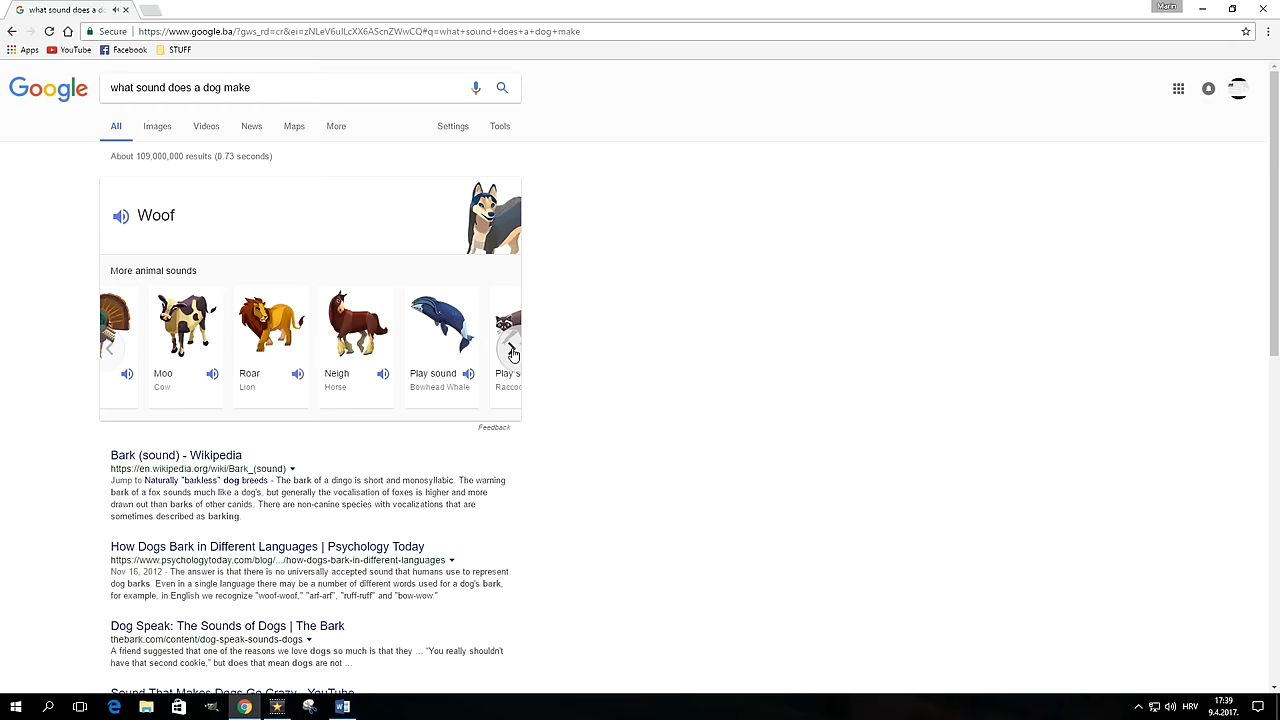 what sound does a d
Marin
Secure
https://www.google.ba/?gws_rd=cr&ei=zNLeV6uILcXX6AScnZWwCQ#q=what+sound+does+a+dog+make
Apps YouTube Facebook STUFF
Google
what sound does a dog make
All Images Videos News Maps More Settings Tools
About 109,000,000 results (0.73 seconds)
Woof
More animal sounds
Moo Roar Neigh Play sound Play s
Cow Lion Horse Bowhead Whale Raccoo
Feedback
Bark (sound) - Wikipedia
https://en.wikipedia.org/wiki/Bark_(sound)
Jump to Naturally "barkless" dog breeds - The bark of a dingo is short and monosyllabic. The warning
bark of a fox sounds much like a dog's, but generally the vocalisation of foxes is higher and more
drawn out than barks of other canids. There are non-canine species with vocalizations that are
sometimes described as barking.
How Dogs Bark in Different Languages | Psychology Today
https://www.psychologytoday.com/blog/.../how-dogs-bark-in-different-languages
Nov 16, 2012 - The answer is that there is no universally accepted sound that humans use to represent
dog barks. Even in a single language there may be a number of different words used for a dog's bark,
for example, in English we recognize "woof-woof," "arf-arf", "ruff-ruff" and "bow-wow."
Dog Speak: The Sounds of Dogs | The Bark
thebark.com/content/dog-speak-sounds-dogs
A friend suggested that one of the reasons we love dogs so much is that they ... "You really shouldn't
have that second cookie," but does that mean dogs are not ...
Sound That Makes Dogs Go Crazy - YouTube
HRV
17:39
9.4.2017.